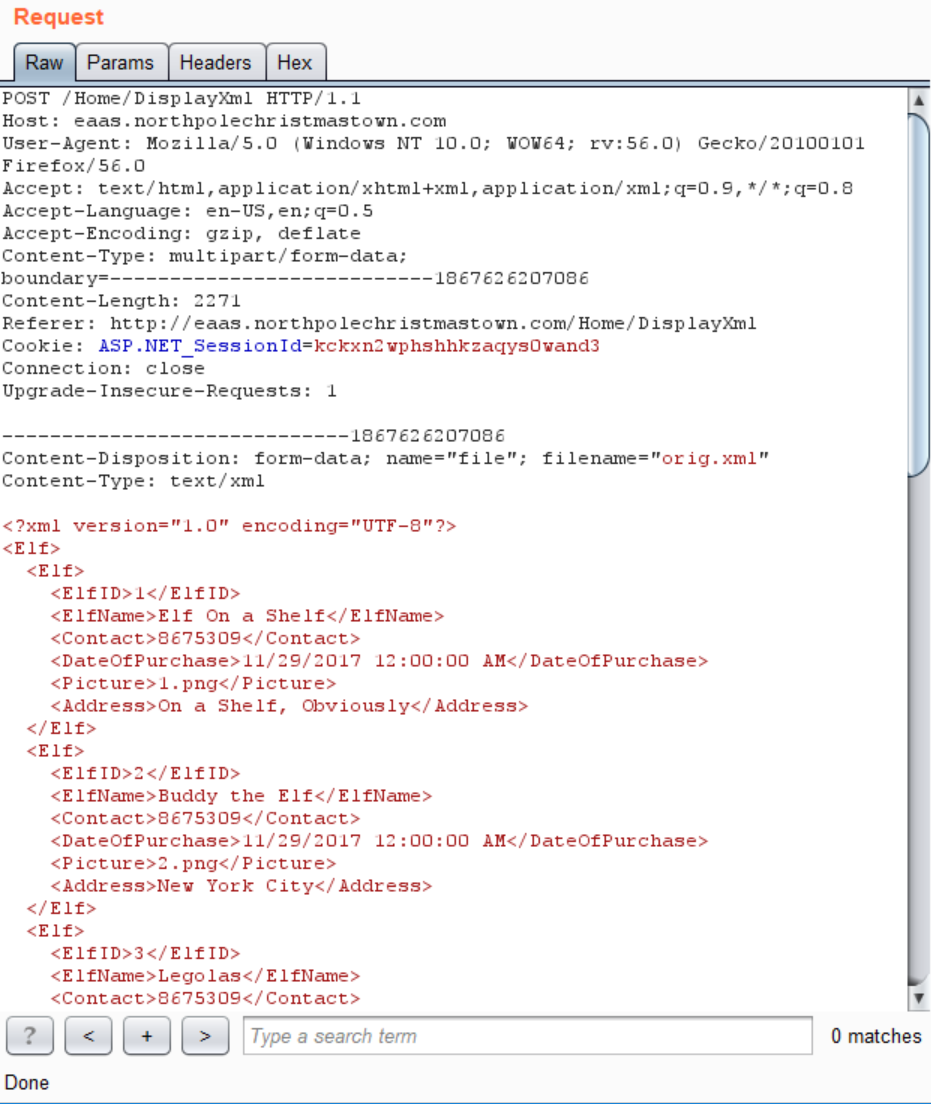 Request
Raw Params Headers Hex
POST /Home/DisplayXml HTTP/1.1
Host: eaas.northpolechristmastown.com
User-Agent: Mozilla/5.0 (Windows NT 10.0; WOW64; rv:56.0) Gecko/20100101
Firefox/56.0
Accept: text/html,application/xhtml+xml,application/xml;q=0.9,*/*;q=0.8
Accept-Language: en-US,en;q=0.5
Accept-Encoding: gzip, deflate
Content-Type: multipart/form-data;
boundary=---------------------------1867626207086
Content-Length: 2271
Referer: http://eaas.northpolechristmastown.com/Home/DisplayXml
Cookie: ASP.NET_SessionId=kckxn2wphshhkzaqys0wand3
Connection: close
Upgrade-Insecure-Requests: 1
-----------------------------1867626207086
Content-Disposition: form-data; name="file"; filename="orig.xml"
Content-Type: text/xml
<?xml version="1.0" encoding="UTF-8"?>
<Elf>
<Elf>
<ElfID>1</ElfID>
<ElfName>Elf On a Shelf</ElfName>
<Contact>8675309</Contact>
<DateOfPurchase>11/29/2017 12:00:00 AM</DateOfPurchase>
<Picture>1.png</Picture>
<Address>On a Shelf, Obviously</Address>
</Elf>
<Elf>
<ElfID>2</ElfID>
<ElfName>Buddy the Elf</ElfName>
<Contact>8675309</Contact>
<DateOfPurchase>11/29/2017 12:00:00 AM</DateOfPurchase>
<Picture>2.png</Picture>
<Address>New York City</Address>
</Elf>
<Elf>
<ElfID>3</ElfID>
<ElfName>Legolas</ElfName>
<Contact>8675309</Contact>
? < + > Type a search term 0 matches
Done